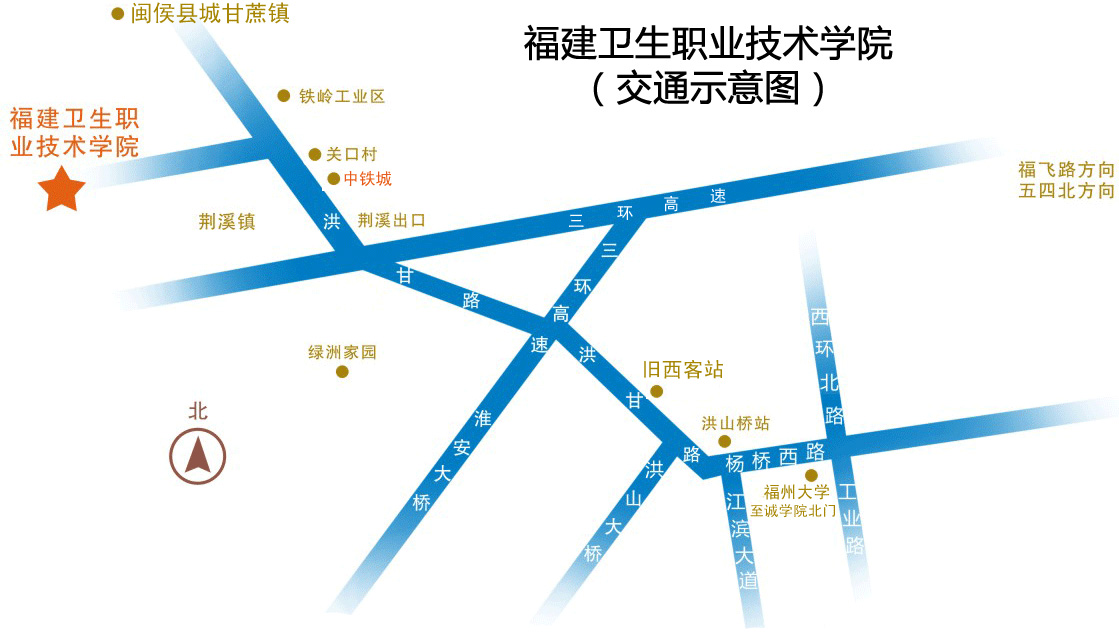 闽侯县城甘蔗镇
福建卫生职业技术学院
（交通示意图）
铁岭工业区
福建卫生职
业技术学院
关口村
中铁城
福飞路方向
五四北方向
荆溪镇
荆溪出口
洪甘路
三环高速
三环高速
绿洲家园
洪甘路
旧西客站
西环北路
淮安大桥
北
洪山桥站
杨桥西路
洪山大桥
福州大学
至诚学院北门
江滨大道
工业路